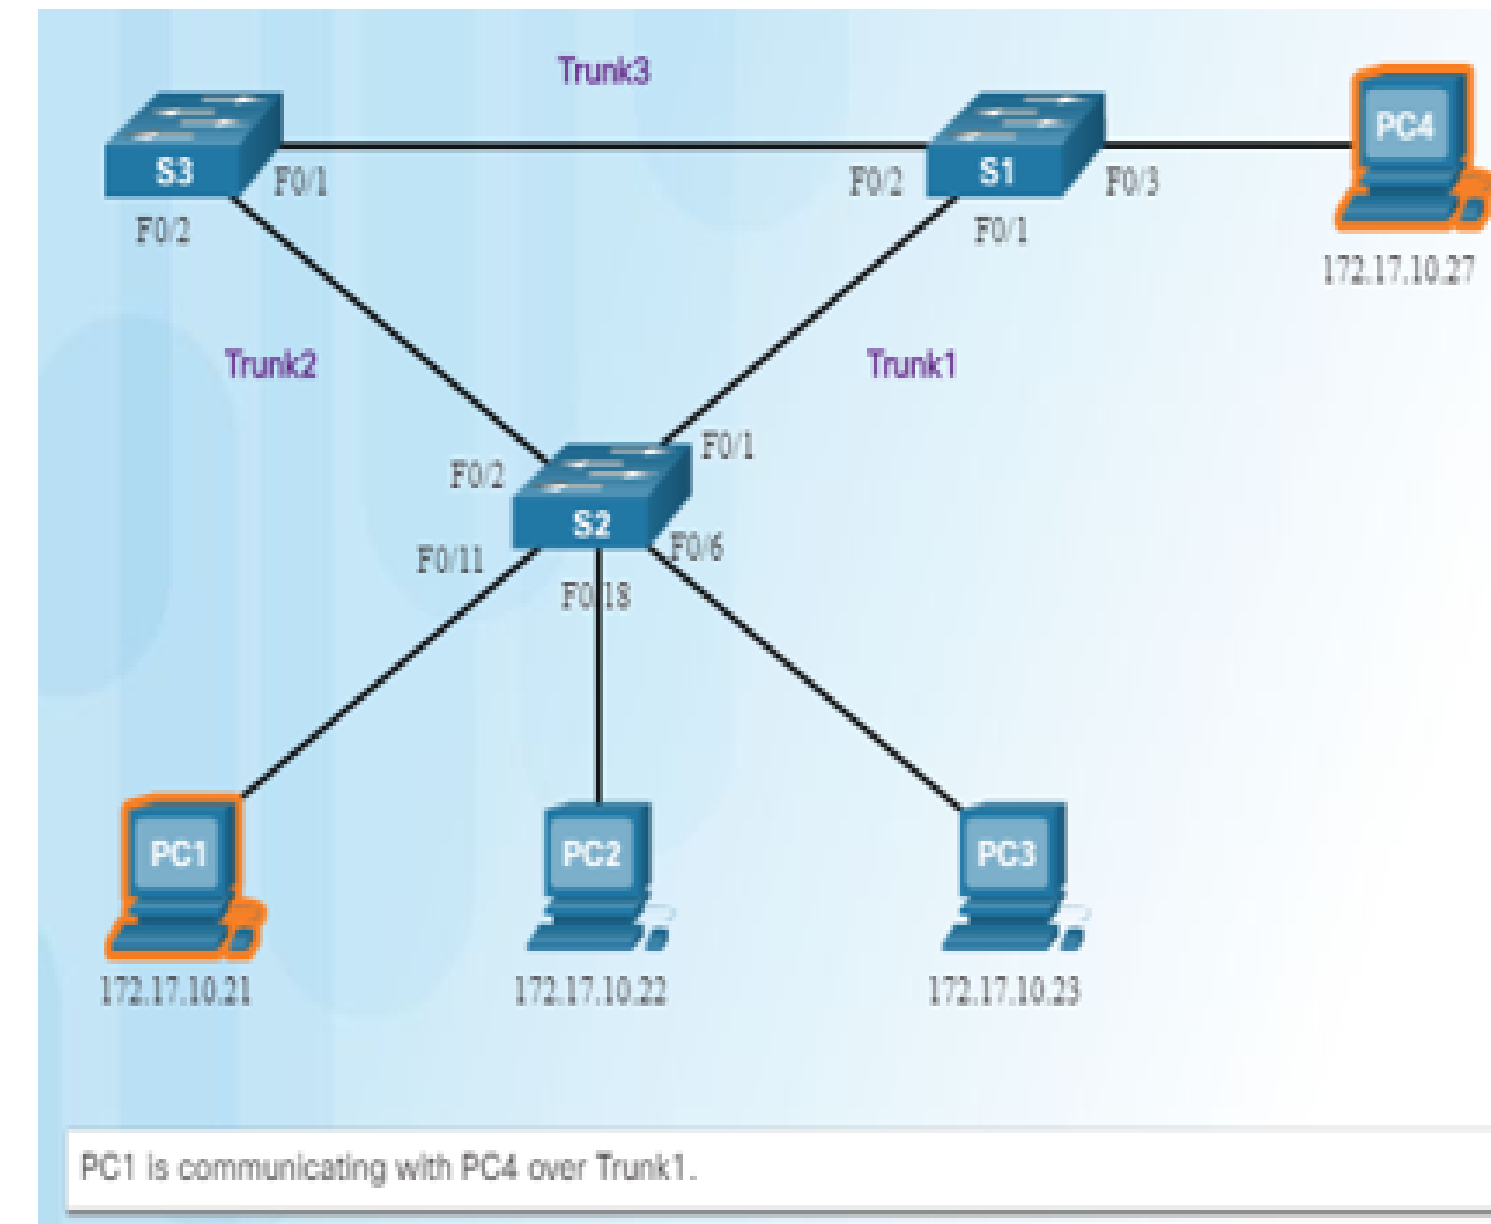 Trunk3
PC4
S3
S1
F0/1
F0/2
F0/3
F0/2
F0/1
172.17.10.27
Trunk2
Trunk1
F0/1
F0/2
S2
F0/11
F0/6
F0/18
PC1
PC2
PC3
172.17.10.21
172.17.10.22
172.17.10.23
PC1 is communicating with PC4 over Trunk1.